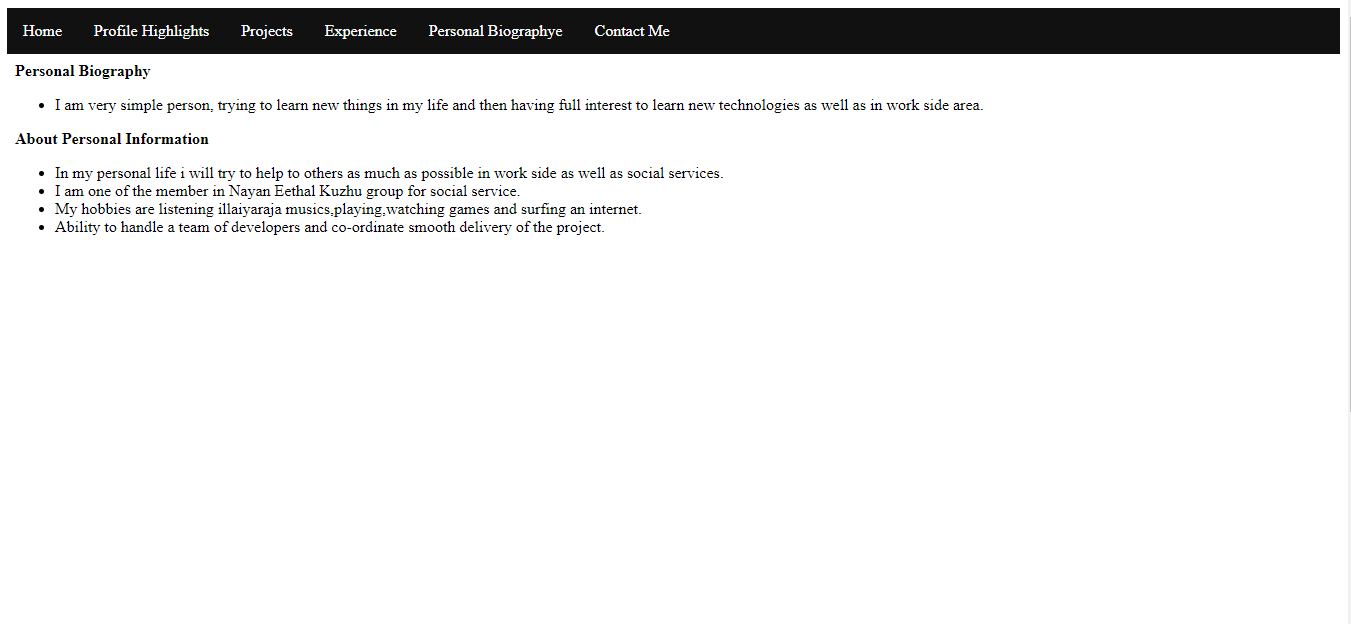 Home Profile Highlights Projects Experience Personal Biographye Contact Me
Personal Biography
I am very simple person, trying to learn new things in my life and then having full interest to learn new technologies as well as in work side area.
About Personal Information
In my personal life i will try to help to others as much as possible in work side as well as social services.
I am one of the member in Nayan Eethal Kuzhu group for social service.
My hobbies are listening illaiyaraja musics,playing,watching games and surfing an internet.
Ability to handle a team of developers and co-ordinate smooth delivery of the project.